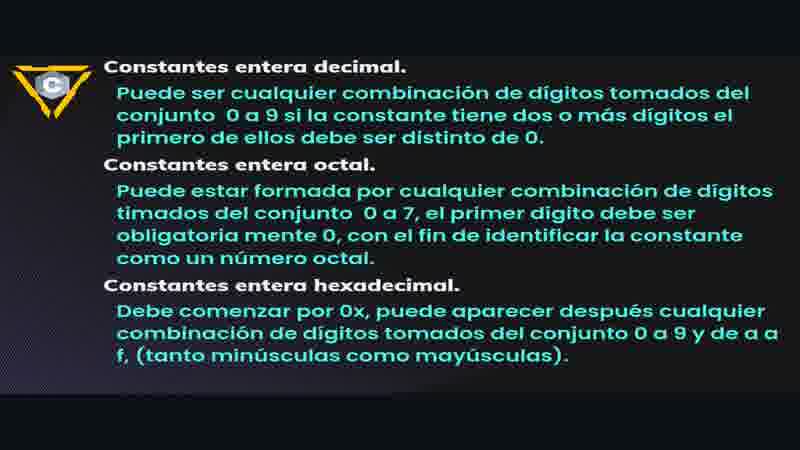 C
Constantes entera decimal.
Puede ser cualquier combinación de dígitos tomados del
conjunto 0 a 9 si la constante tiene dos o más dígitos el
primero de ellos debe ser distinto de 0.
Constantes entera octal.
Puede estar formada por cualquier combinación de dígitos
timados del conjunto 0 a 7, el primer dígito debe ser
obligatoria mente 0, con el fin de identificar la constante
como un número octal.
Constantes entera hexadecimal.
Debe comenzar por 0x, puede aparecer después cualquier
combinación de dígitos tomados del conjunto 0 a 9 y de a a
f, (tanto minúsculas como mayúsculas).